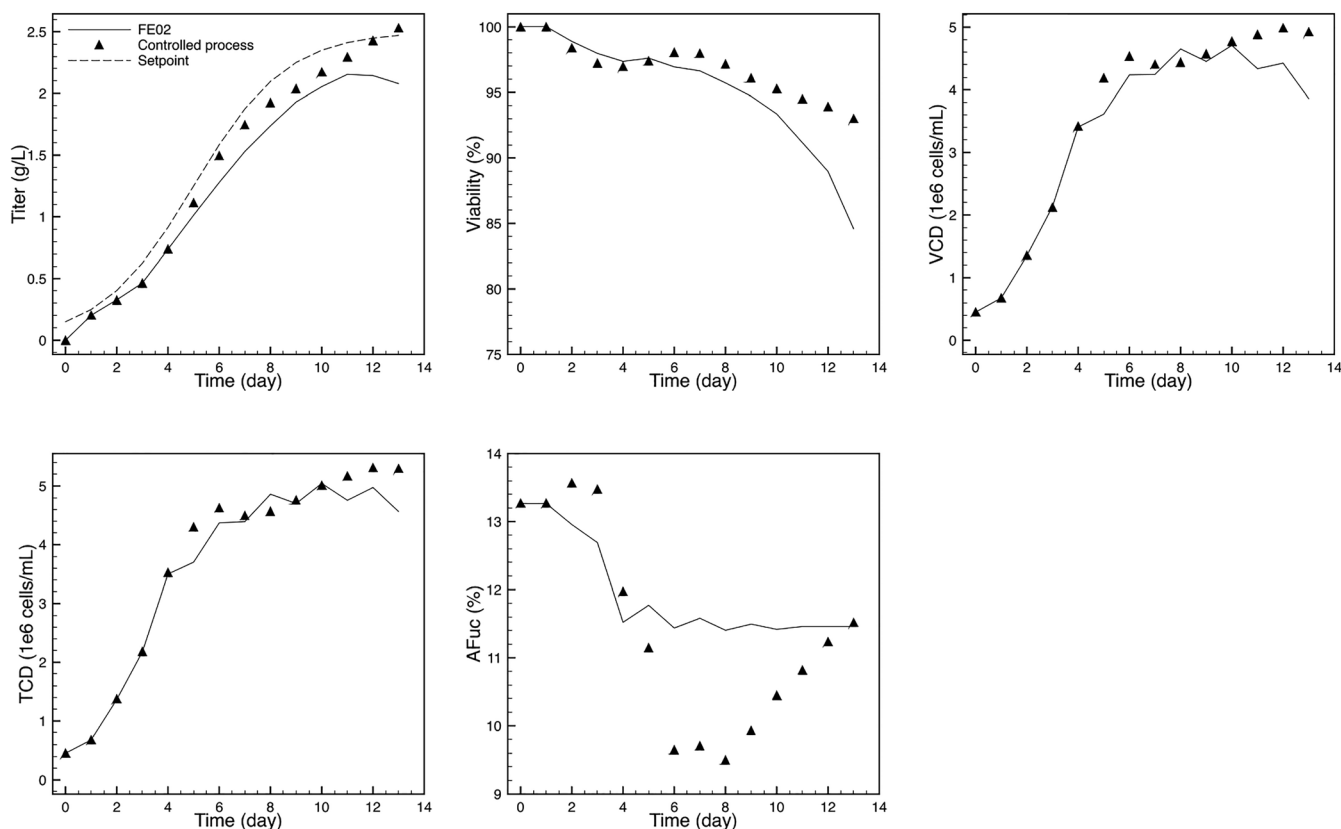 2.5
2
1.5
1
0.5
0
Titer (g/L)
FE02
Controlled process
Setpoint
0 2 4 6 8 10 12 14
Time (day)
100
95
90
85
80
75
Viability (%)
0 2 4 6 8 10 12 14
Time (day)
5
4
3
2
1
0
VCD (1e6 cells/mL)
0 2 4 6 8 10 12 14
Time (day)
5
4
3
2
1
0
TCD (1e6 cells/mL)
0 2 4 6 8 10 12 14
Time (day)
14
13
12
11
10
9
AFuc (%)
0 2 4 6 8 10 12 14
Time (day)